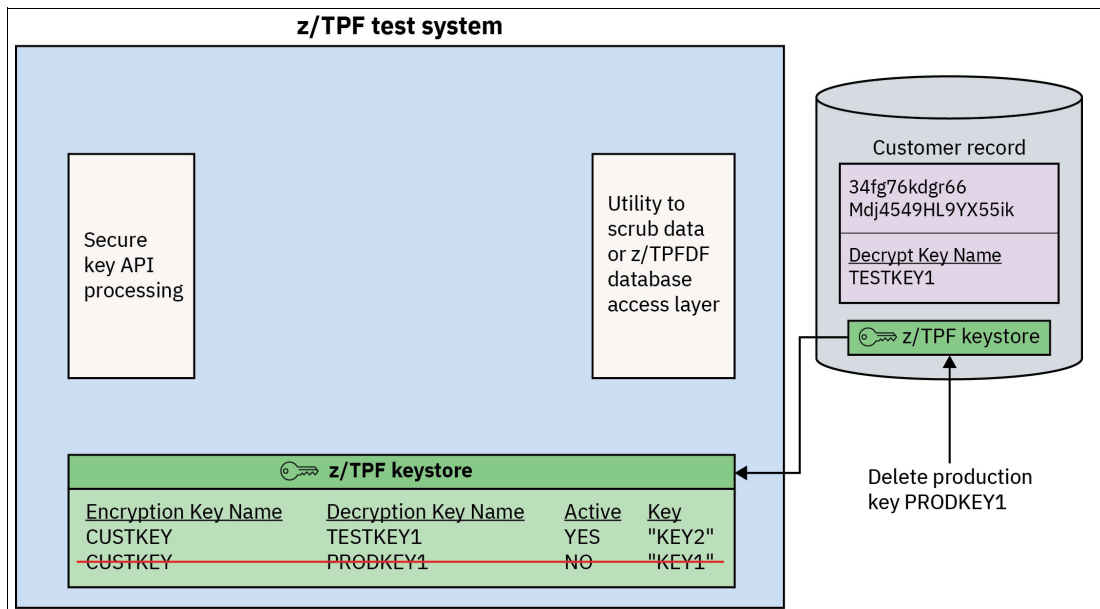 z/TPF test system
Secure
key API
processing
Utility to
scrub data
or z/TPFDF
database
access layer
Customer record
34fg76kdgr66
Mdj4549HL9YX55ik
Decrypt Key Name
TESTKEY1
z/TPF keystore
Delete production
key PRODKEY1
z/TPF keystore
Encryption Key Name Decryption Key Name Active Key
CUSTKEY TESTKEY1 YES "KEY2"
CUSTKEY PRODKEY1 NO "KEY1"